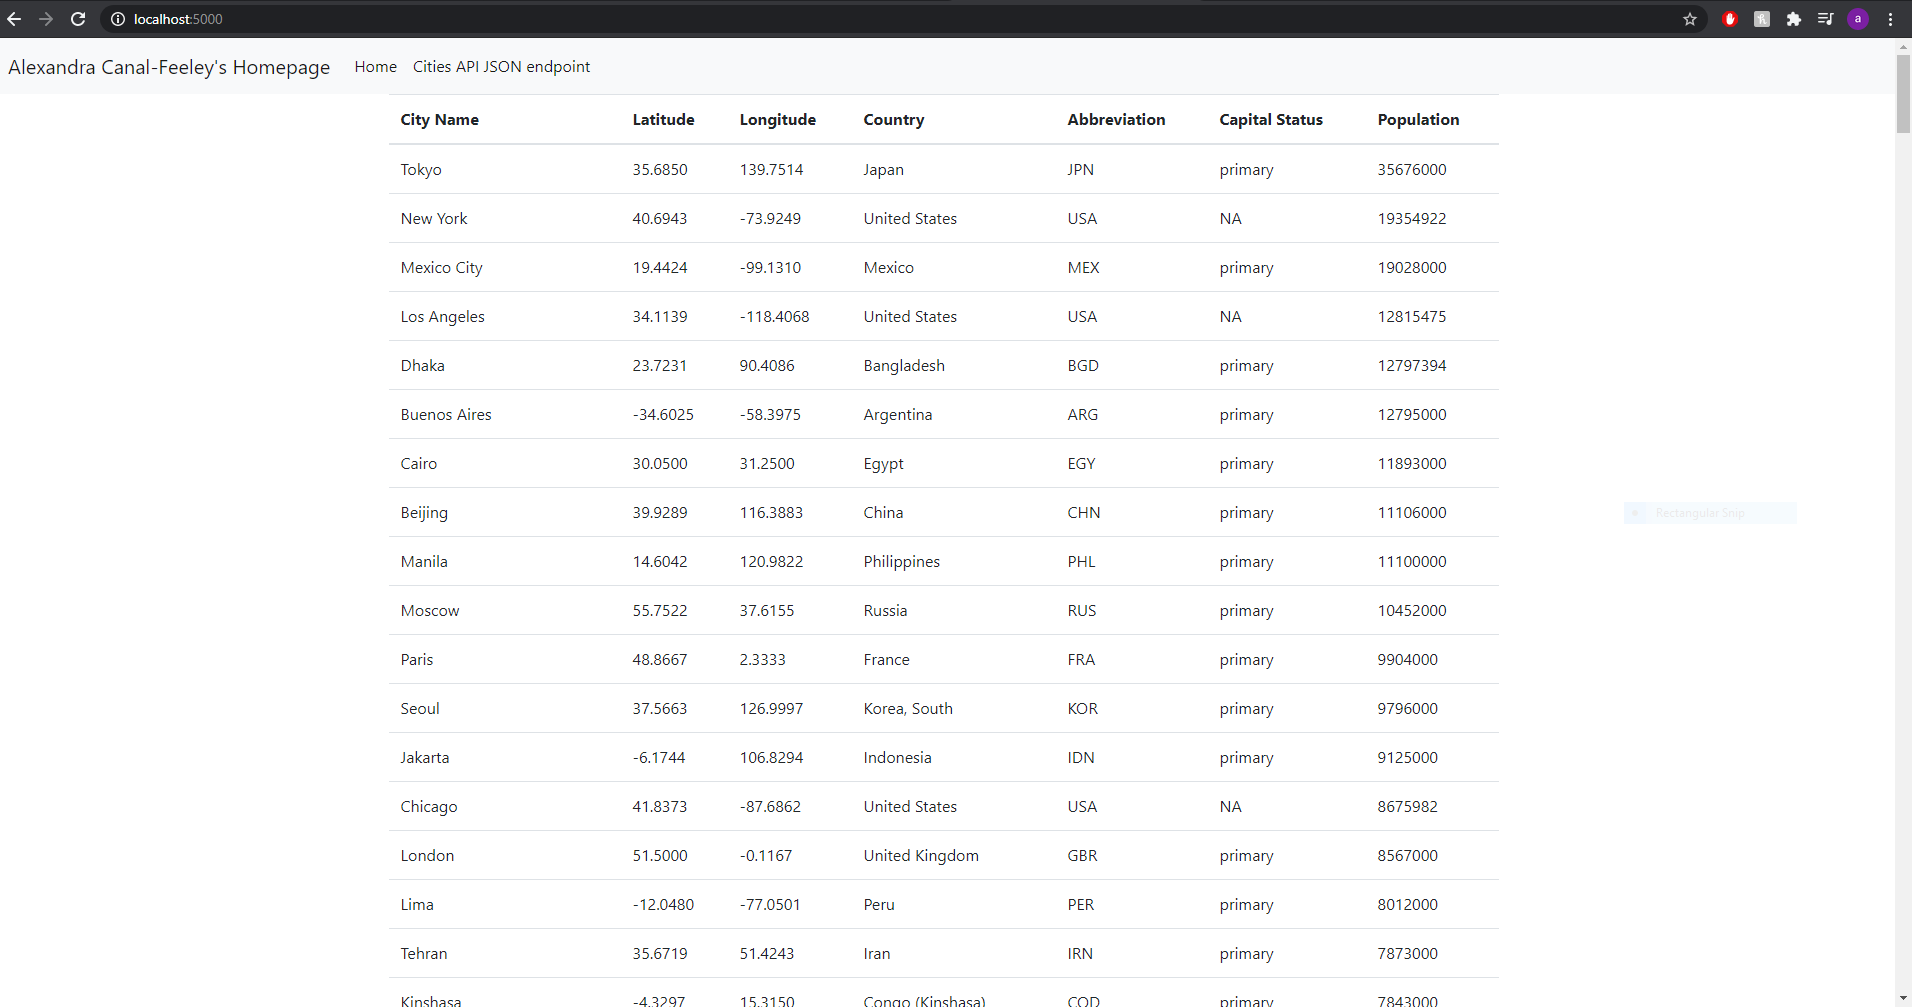 localhost:5000
a
Alexandra Canal-Feeley's Homepage Home Cities API JSON endpoint
City Name Latitude Longitude Country Abbreviation Capital Status Population
Tokyo 35.6850 139.7514 Japan JPN primary 35676000
New York 40.6943 -73.9249 United States USA NA 19354922
Mexico City 19.4424 -99.1310 Mexico MEX primary 19028000
Los Angeles 34.1139 -118.4068 United States USA NA 12815475
Dhaka 23.7231 90.4086 Bangladesh BGD primary 12797394
Buenos Aires -34.6025 -58.3975 Argentina ARG primary 12795000
Cairo 30.0500 31.2500 Egypt EGY primary 11893000
Beijing 39.9289 116.3883 China CHN primary 11106000
Rectangular Snip
Manila 14.6042 120.9822 Philippines PHL primary 11100000
Moscow 55.7522 37.6155 Russia RUS primary 10452000
Paris 48.8667 2.3333 France FRA primary 9904000
Seoul 37.5663 126.9997 Korea, South KOR primary 9796000
Jakarta -6.1744 106.8294 Indonesia IDN primary 9125000
Chicago 41.8373 -87.6862 United States USA NA 8675982
London 51.5000 -0.1167 United Kingdom GBR primary 8567000
Lima -12.0480 -77.0501 Peru PER primary 8012000
Tehran 35.6719 51.4243 Iran IRN primary 7873000
Kinshasa -4.3297 15.3150 Congo (Kinshasa) COD primary 7843000